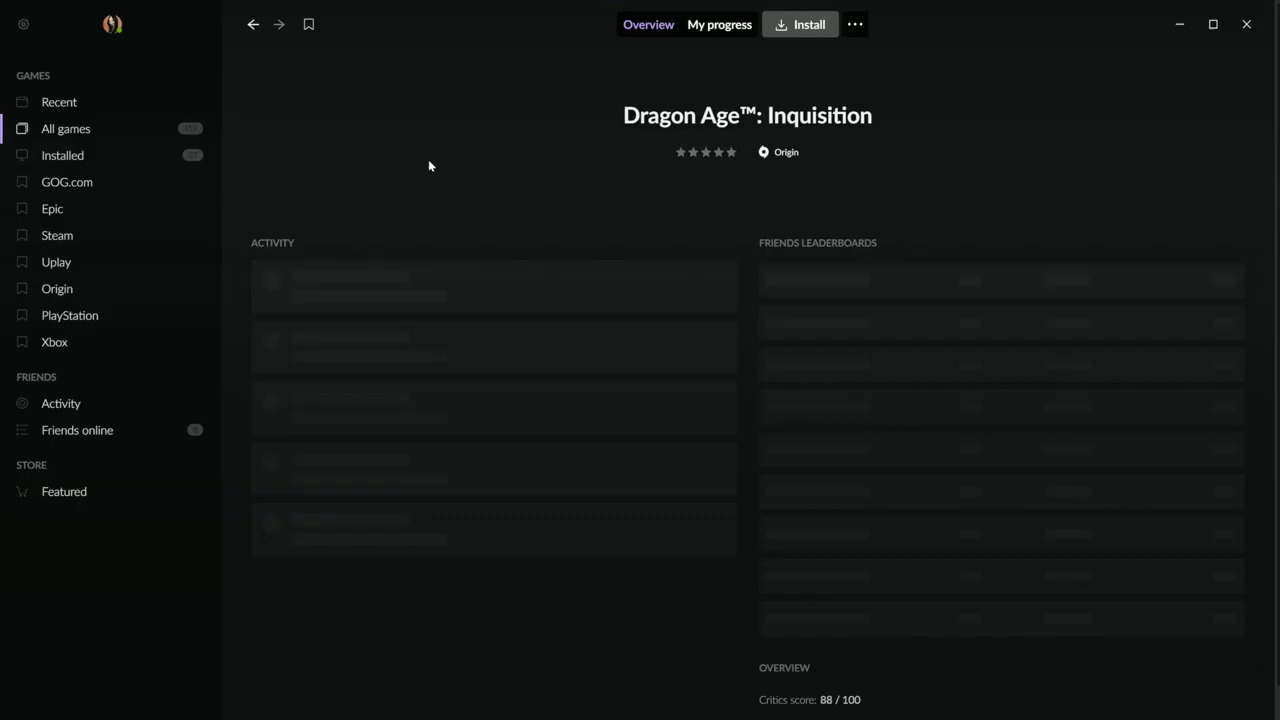 Overview
My progress
Install
GAMES
Recent
All games
Installed
GOG.com
Epic
Steam
Uplay
Origin
PlayStation
Xbox
FRIENDS
Activity
Friends online
STORE
Featured
Dragon Age™: Inquisition
Origin
ACTIVITY
FRIENDS LEADERBOARDS
OVERVIEW
Critics score: 88 / 100